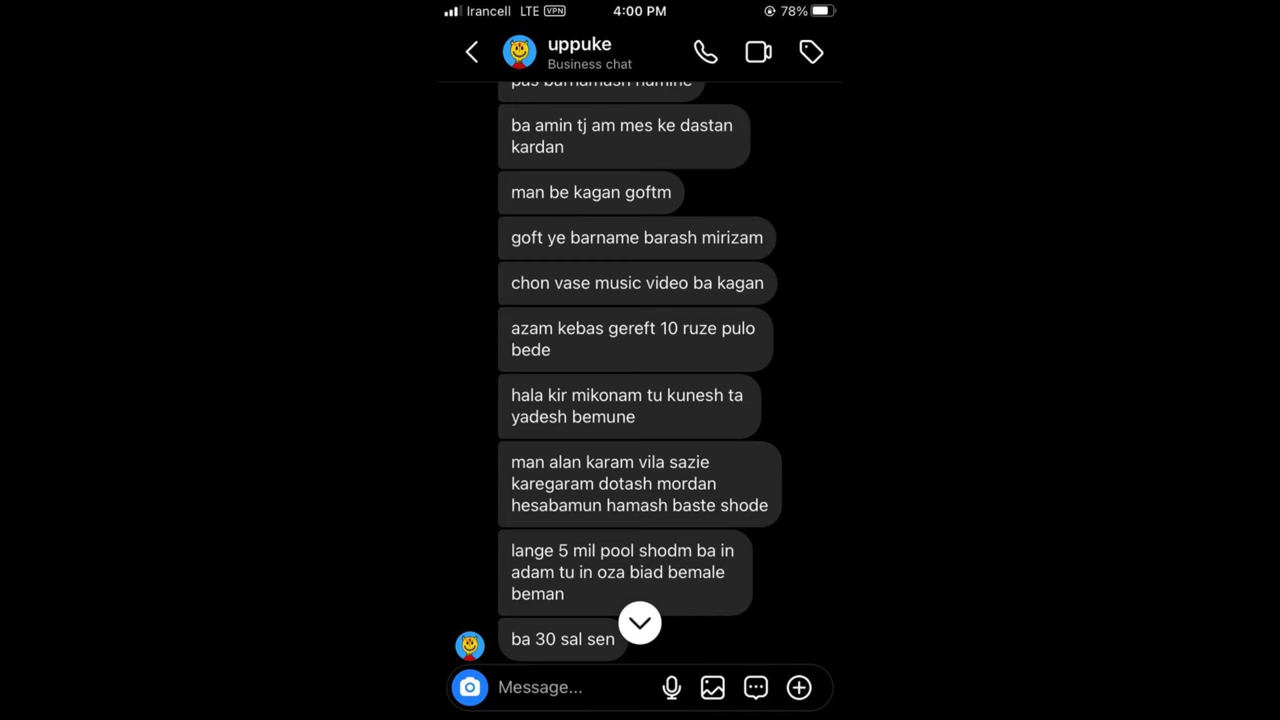 Irancell LTE VPN 4:00 PM 78%
uppuke
Business chat
pas barnamash hamine
ba amin tj am mes ke dastan
kardan
man be kagan goftm
goft ye barname barash mirizam
chon vase music video ba kagan
azam kebas gereft 10 ruze pulo
bede
hala kir mikonam tu kunesh ta
yadesh bemune
man alan karam vila sazie
karegaram dotash mordan
hesabamun hamash baste shode
lange 5 mil pool shodm ba in
adam tu in oza biad bemale
beman
ba 30 sal sen
Message...